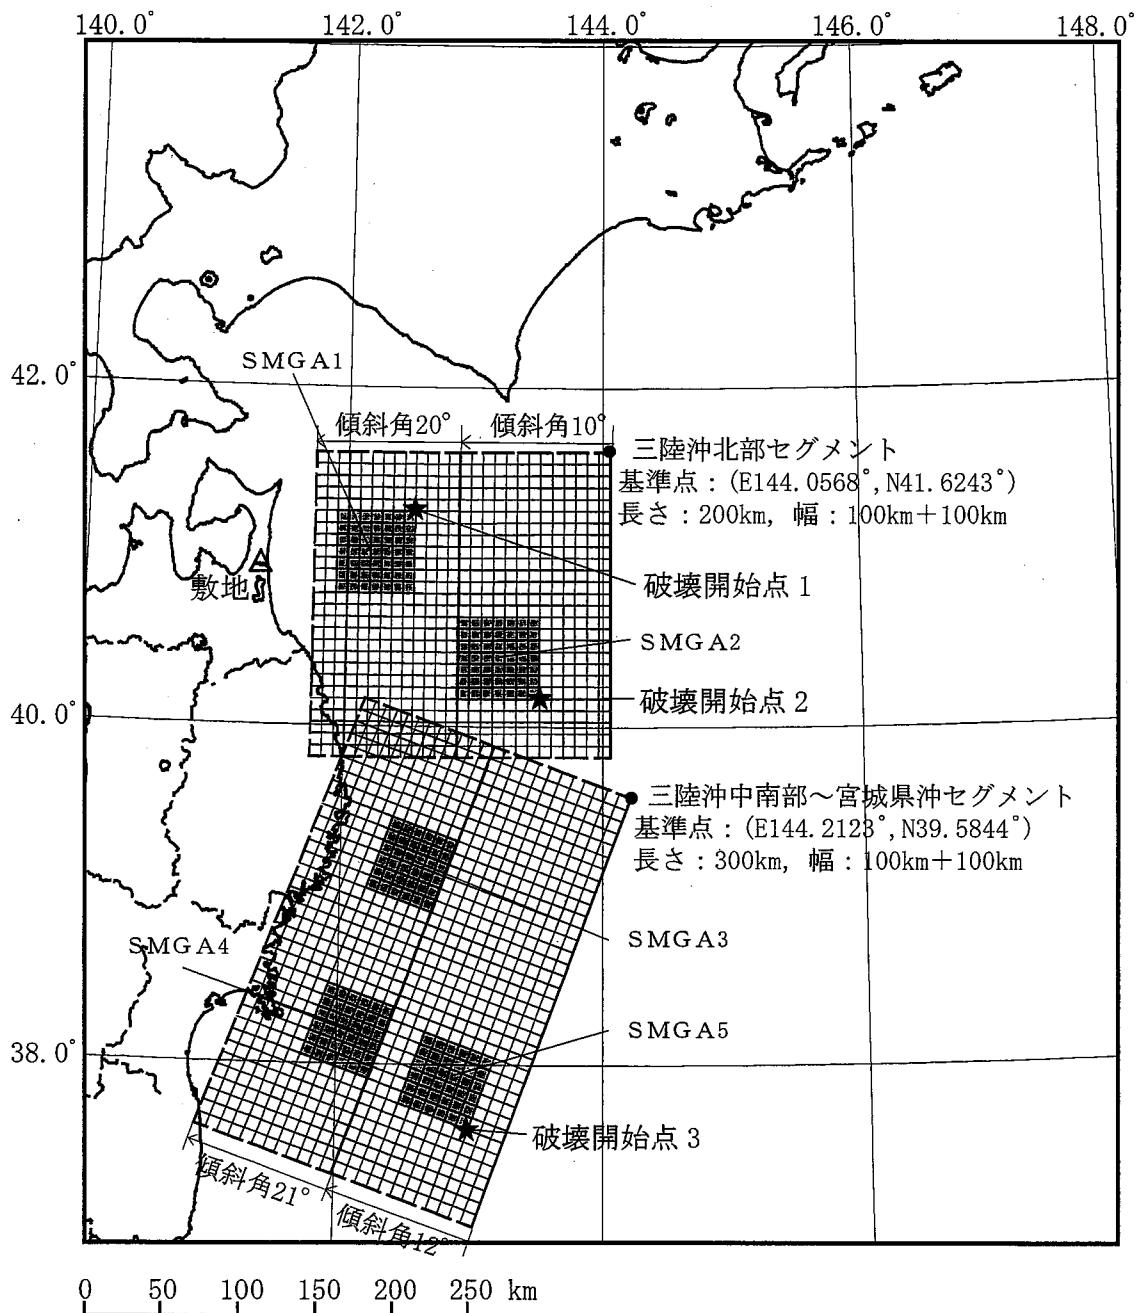 140.0° 142.0° 144.0° 146.0° 148.0°
SMGA1
42.0°
傾斜角20° 傾斜角10°
三陸沖北部セグメント
基準点：(E144.0568°,N41.6243°)
長さ：200km, 幅：100km＋100km
敷地
破壊開始点１
SMGA2
破壊開始点２
40.0°
三陸沖中南部～宮城県沖セグメント
基準点：(E144.2123°,N39.5844°)
長さ：300km, 幅：100km＋100km
SMGA3
SMGA4
SMGA5
38.0°
破壊開始点３
傾斜角21°
傾斜角12°
0 50 100 150 200 250 km